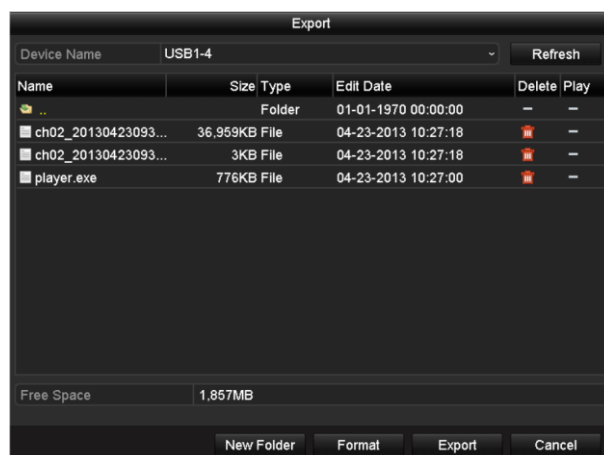 Export
Device Name USB1-4 Refresh
Name Size Type Edit Date Delete Play
.. Folder 01-01-1970 00:00:00 – –
ch02_20130423093... 36,959KB File 04-23-2013 10:27:18 –
ch02_20130423093... 3KB File 04-23-2013 10:27:18 –
player.exe 776KB File 04-23-2013 10:27:00 –
Free Space 1,857MB
New Folder Format Export Cancel